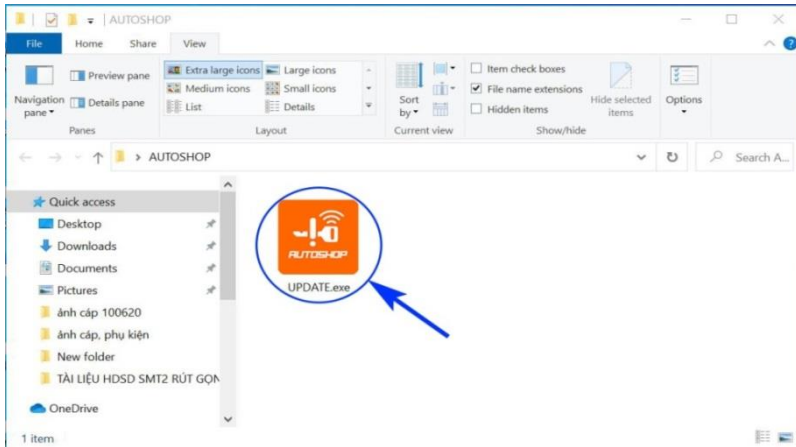 AUTOSHOP
File Home Share View
Preview pane
Details pane
Navigation pane
Panes
Extra large icons Large icons
Medium icons Small icons
List Details
Layout
Sort by
Current view
Item check boxes
File name extensions
Hidden items
Hide selected items
Show/hide
Options
AUTOSHOP
Search A...
Quick access
Desktop
Downloads
Documents
Pictures
ảnh cáp 100620
ảnh cáp, phụ kiện
New folder
TÀI LIỆU HDSD SMT2 RÚT GỌN
OneDrive
AUTOSHOP
UPDATE.exe
1 item